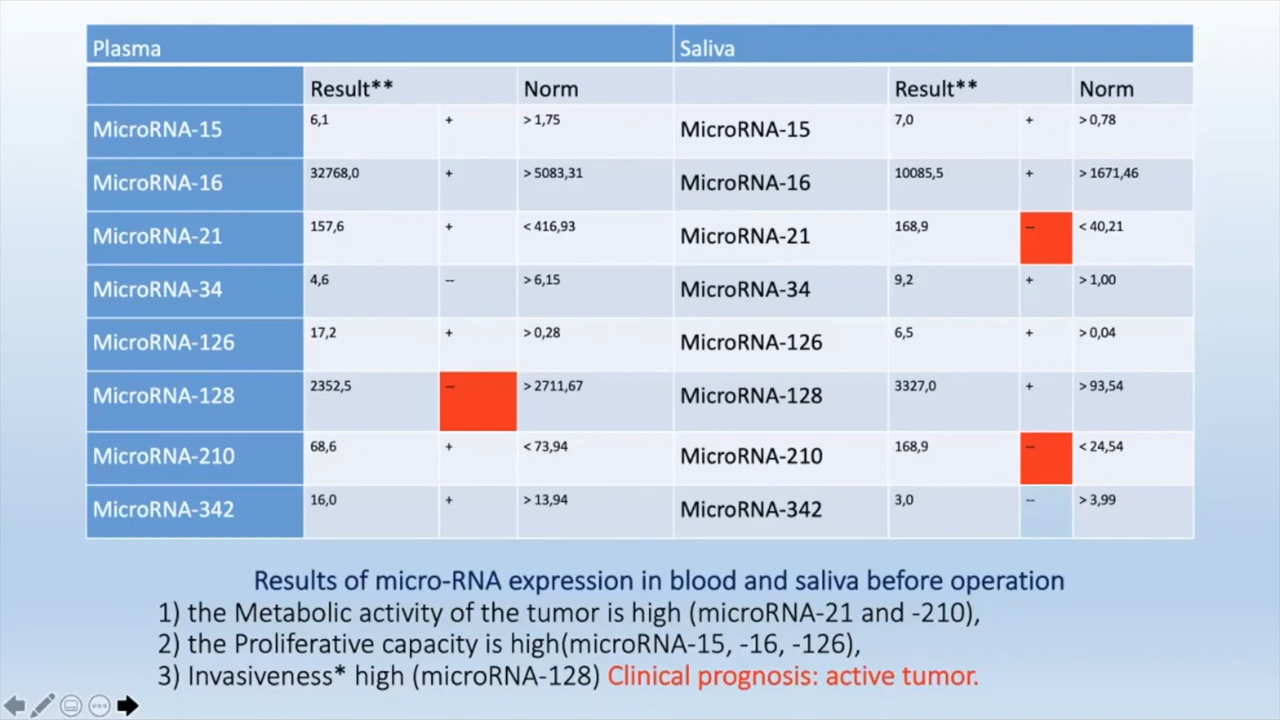 Plasma Saliva
Result** Norm Result** Norm
MicroRNA-15 6,1 + > 1,75 MicroRNA-15 7,0 + > 0,78
MicroRNA-16 32768,0 + > 5083,31 MicroRNA-16 10085,5 + > 1671,46
MicroRNA-21 157,6 + < 416,93 MicroRNA-21 168,9 -- < 40,21
MicroRNA-34 4,6 -- > 6,15 MicroRNA-34 9,2 + > 1,00
MicroRNA-126 17,2 + > 0,28 MicroRNA-126 6,5 + > 0,04
MicroRNA-128 2352,5 -- > 2711,67 MicroRNA-128 3327,0 + > 93,54
MicroRNA-210 68,6 + < 73,94 MicroRNA-210 168,9 -- < 24,54
MicroRNA-342 16,0 + > 13,94 MicroRNA-342 3,0 -- > 3,99
Results of micro-RNA expression in blood and saliva before operation
1) the Metabolic activity of the tumor is high (microRNA-21 and -210),
2) the Proliferative capacity is high(microRNA-15, -16, -126),
3) Invasiveness* high (microRNA-128) Clinical prognosis: active tumor.